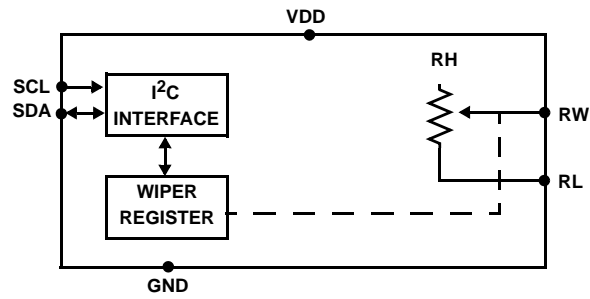 VDD
RH
SCL
SDA
I²C
INTERFACE
RW
WIPER
REGISTER
RL
GND